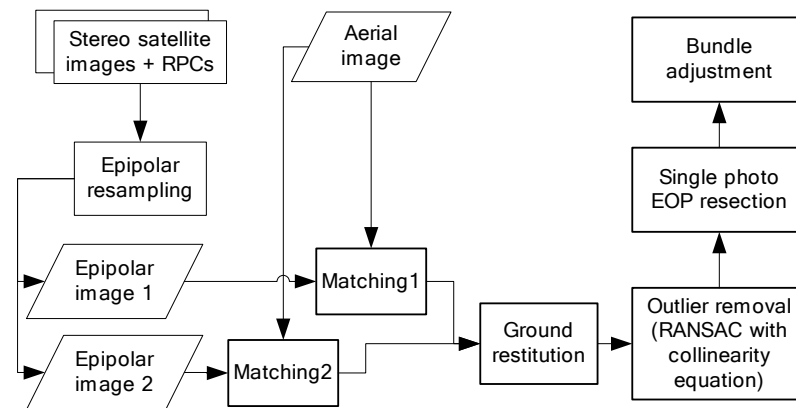 Stereo satellite
images + RPCs
Aerial
image
Bundle
adjustment
Epipolar
resampling
Single photo
EOP resection
Epipolar
image 1
Matching1
Epipolar
image 2
Matching2
Ground
restitution
Outlier removal
(RANSAC with
collinearity
equation)